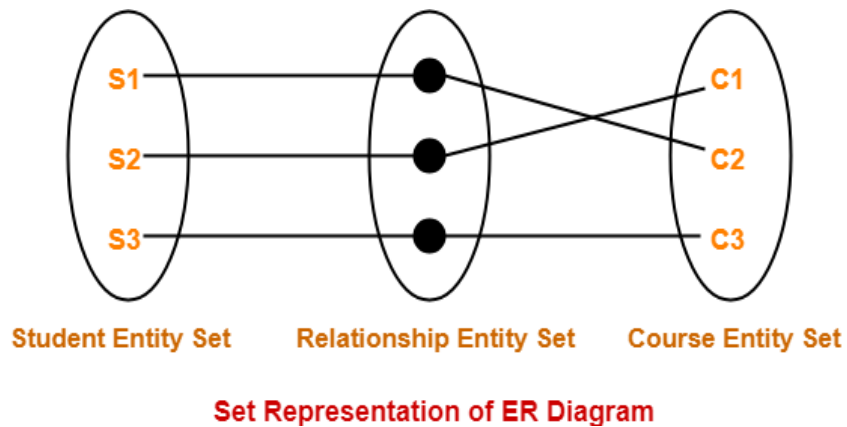 S1
C1
S2
C2
S3
C3
Student Entity Set
Relationship Entity Set
Course Entity Set
Set Representation of ER Diagram